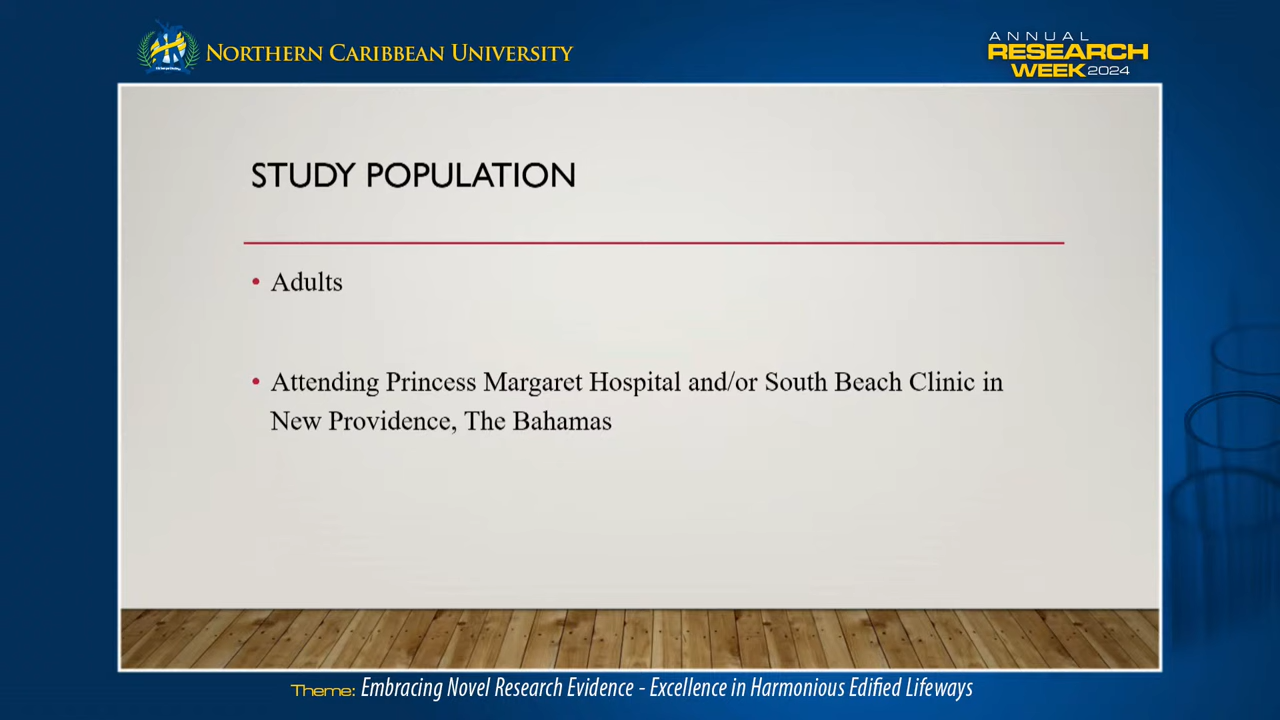 NORTHERN CARIBBEAN UNIVERSITY
ANNUAL
RESEARCH
WEEK 2024
STUDY POPULATION
• Adults
• Attending Princess Margaret Hospital and/or South Beach Clinic in
New Providence, The Bahamas
Theme: Embracing Novel Research Evidence - Excellence in Harmonious Edified Lifeways